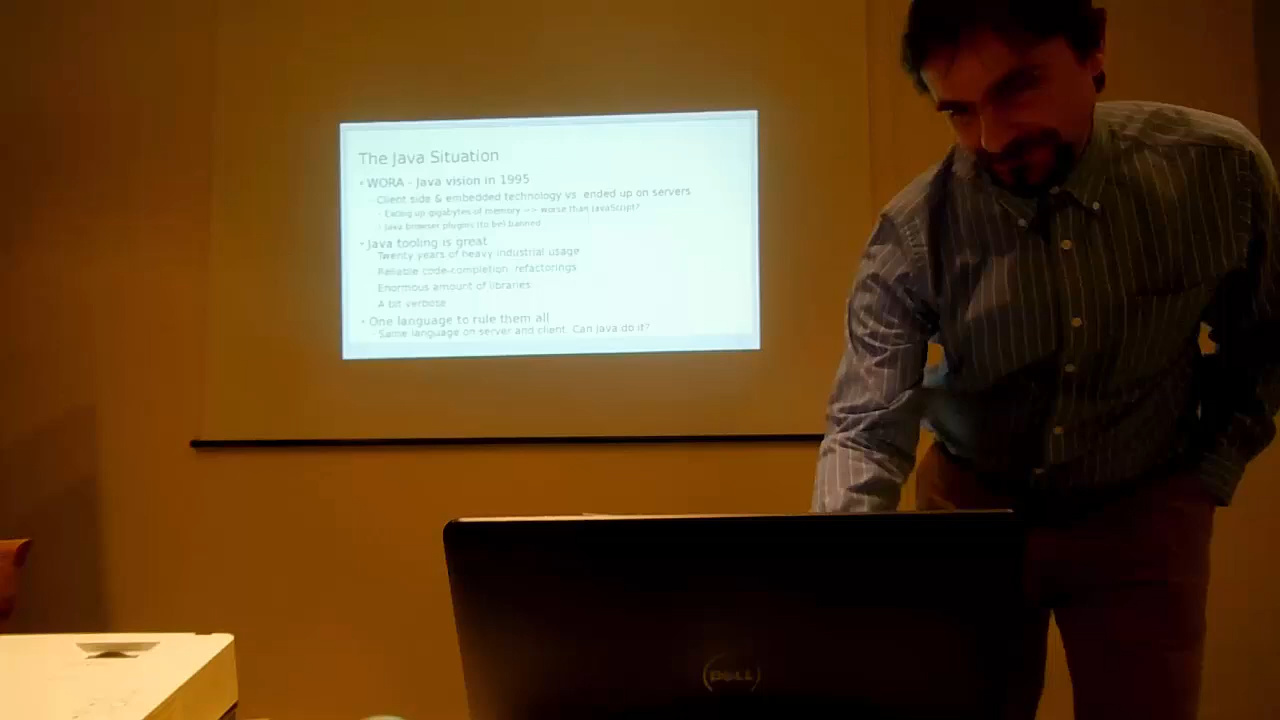 The Java Situation
WORA - Java vision in 1995
Client side & embedded technology vs. ended up on servers
Eating up gigabytes of memory => worse than JavaScript?
Java browser plugins (to be) banned
Java tooling is great
Twenty years of heavy industrial usage
Reliable code-completion, refactorings
Enormous amount of libraries
A bit verbose
One language to rule them all
Same language on server and client. Can Java do it?
DELL